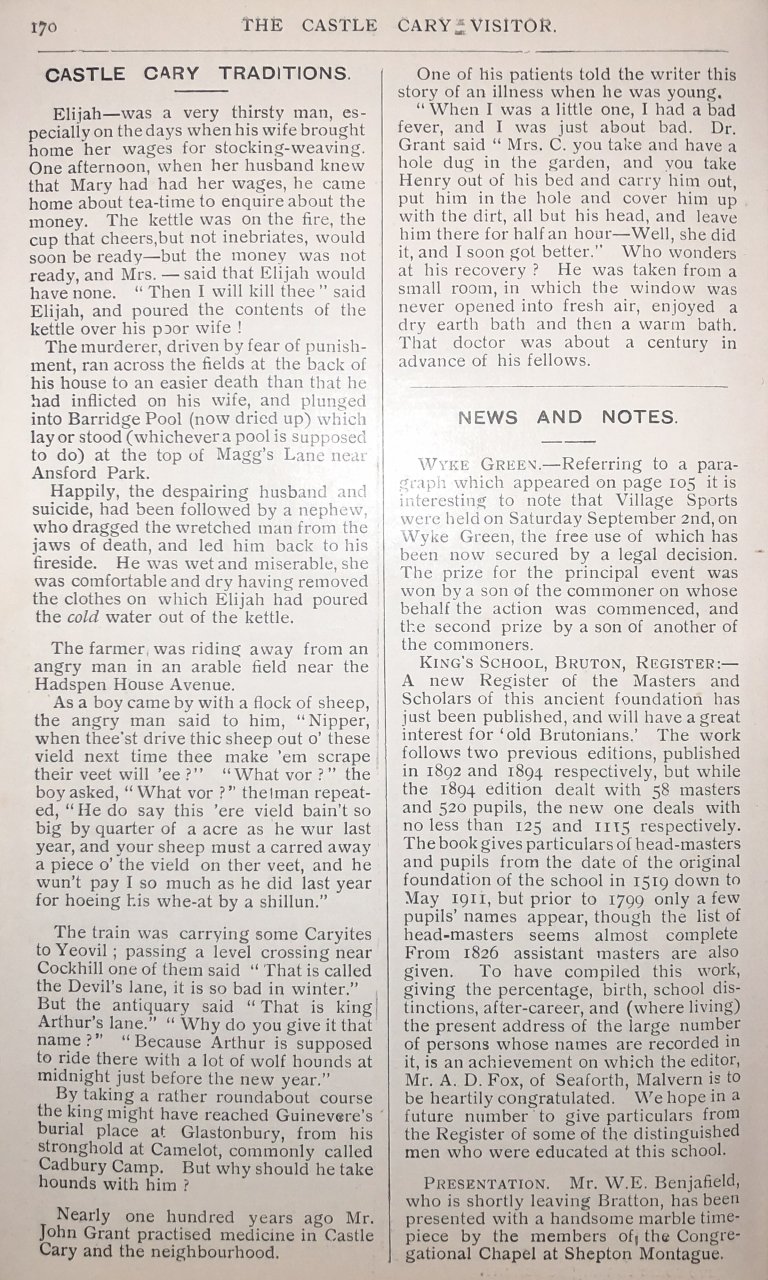 170
THE CASTLE CARY VISITOR.
CASTLE CARY TRADITIONS.
Elijah—was a very thirsty man, es-
pecially on the days when his wife brought
home her wages for stocking-weaving.
One afternoon, when her husband knew
that Mary had had her wages, he came
home about tea-time to enquire about the
money. The kettle was on the fire, the
cup that cheers,but not inebriates, would
soon be ready—but the money was not
ready, and Mrs. — said that Elijah would
have none. “ Then I will kill thee ” said
Elijah, and poured the contents of the
kettle over his poor wife !
The murderer, driven by fear of punish-
ment, ran across the fields at the back of
his house to an easier death than that he
had inflicted on his wife, and plunged
into Barridge Pool (now dried up) which
lay or stood (whichever a pool is supposed
to do) at the top of Magg's Lane near
Ansford Park.
Happily, the despairing husband and
suicide, had been followed by a nephew,
who dragged the wretched man from the
jaws of death, and led him back to his
fireside. He was wet and miserable, she
was comfortable and dry having removed
the clothes on which Elijah had poured
the cold water out of the kettle.
The farmer was riding away from an
angry man in an arable field near the
Hadspen House Avenue.
As a boy came by with a flock of sheep,
the angry man said to him, “Nipper,
when thee'st drive thic sheep out o' these
vield next time thee make 'em scrape
their veet will 'ee ?” “What vor ?” the
boy asked, “ What vor ?” the man repeat-
ed, “He do say this 'ere vield bain't so
big by quarter of a acre as he wur last
year, and your sheep must a carred away
a piece o' the vield on ther veet, and he
wun't pay I so much as he did last year
for hoeing his whe-at by a shillun.”
The train was carrying some Caryites
to Yeovil ; passing a level crossing near
Cockhill one of them said “ That is called
the Devil's lane, it is so bad in winter.”
But the antiquary said “ That is king
Arthur's lane.” “ Why do you give it that
name ?” “Because Arthur is supposed
to ride there with a lot of wolf hounds at
midnight just before the new year.”
By taking a rather roundabout course
the king might have reached Guinevere's
burial place at Glastonbury, from his
stronghold at Camelot, commonly called
Cadbury Camp. But why should he take
hounds with him ?
Nearly one hundred years ago Mr.
John Grant practised medicine in Castle
Cary and the neighbourhood.
One of his patients told the writer this
story of an illness when he was young.
“ When I was a little one, I had a bad
fever, and I was just about bad. Dr.
Grant said “ Mrs. C. you take and have a
hole dug in the garden, and you take
Henry out of his bed and carry him out,
put him in the hole and cover him up
with the dirt, all but his head, and leave
him there for half an hour—Well, she did
it, and I soon got better.” Who wonders
at his recovery ? He was taken from a
small room, in which the window was
never opened into fresh air, enjoyed a
dry earth bath and then a warm bath.
That doctor was about a century in
advance of his fellows.
NEWS AND NOTES.
WYKE GREEN.—Referring to a para-
graph which appeared on page 105 it is
interesting to note that Village Sports
were held on Saturday September 2nd, on
Wyke Green, the free use of which has
been now secured by a legal decision.
The prize for the principal event was
won by a son of the commoner on whose
behalf the action was commenced, and
the second prize by a son of another of
the commoners.
KING'S SCHOOL, BRUTON, REGISTER:—
A new Register of the Masters and
Scholars of this ancient foundation has
just been published, and will have a great
interest for ‘old Brutonians.’ The work
follows two previous editions, published
in 1892 and 1894 respectively, but while
the 1894 edition dealt with 58 masters
and 520 pupils, the new one deals with
no less than 125 and 1115 respectively.
The book gives particulars of head-masters
and pupils from the date of the original
foundation of the school in 1519 down to
May 1911, but prior to 1799 only a few
pupils' names appear, though the list of
head-masters seems almost complete
From 1826 assistant masters are also
given. To have compiled this work,
giving the percentage, birth, school dis-
tinctions, after-career, and (where living)
the present address of the large number
of persons whose names are recorded in
it, is an achievement on which the editor,
Mr. A. D. Fox, of Seaforth, Malvern is to
be heartily congratulated. We hope in a
future number to give particulars from
the Register of some of the distinguished
men who were educated at this school.
PRESENTATION. Mr. W.E. Benjafield,
who is shortly leaving Bratton, has been
presented with a handsome marble time-
piece by the members of the Congre-
gational Chapel at Shepton Montague.